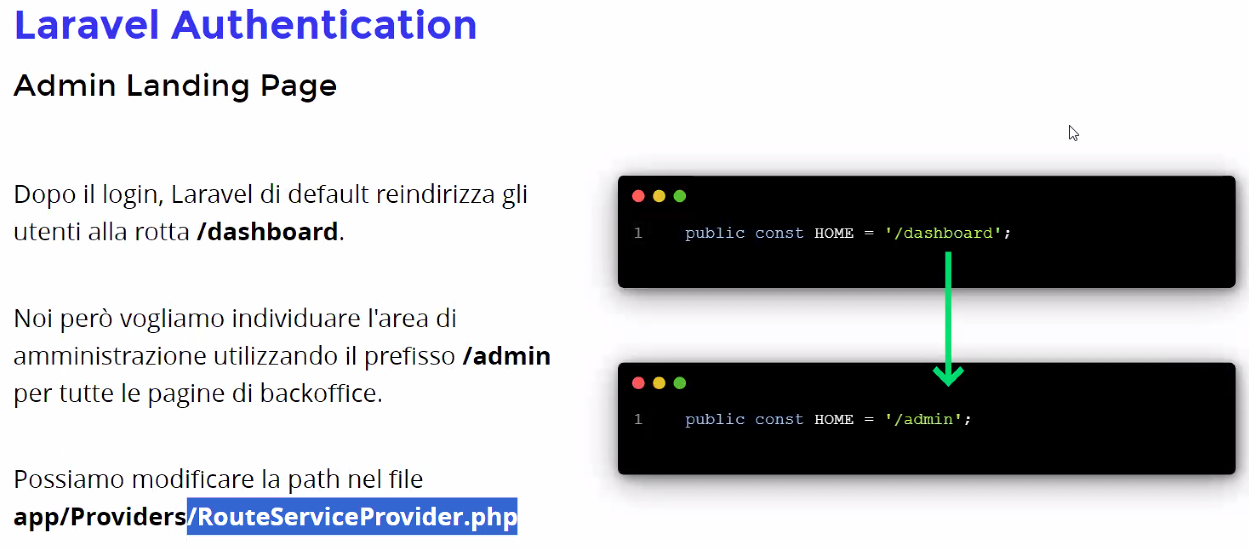 Laravel Authentication
Admin Landing Page
Dopo il login, Laravel di default reindirizza gli
utenti alla rotta /dashboard.
Noi però vogliamo individuare l'area di
amministrazione utilizzando il prefisso /admin
per tutte le pagine di backoffice.
Possiamo modificare la path nel file
app/Providers/RouteServiceProvider.php
1 public const HOME = '/dashboard';
1 public const HOME = '/admin';